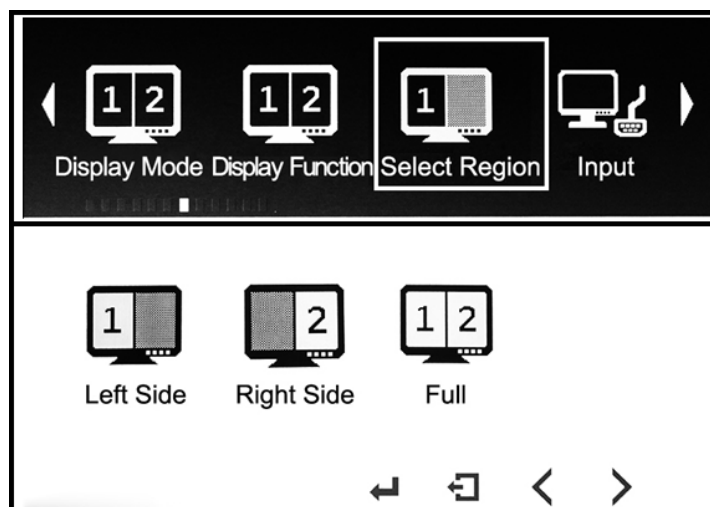 1 2 1 2 1
Display Mode Display Function Select Region Input
1 2 1 2
Left Side Right Side Full